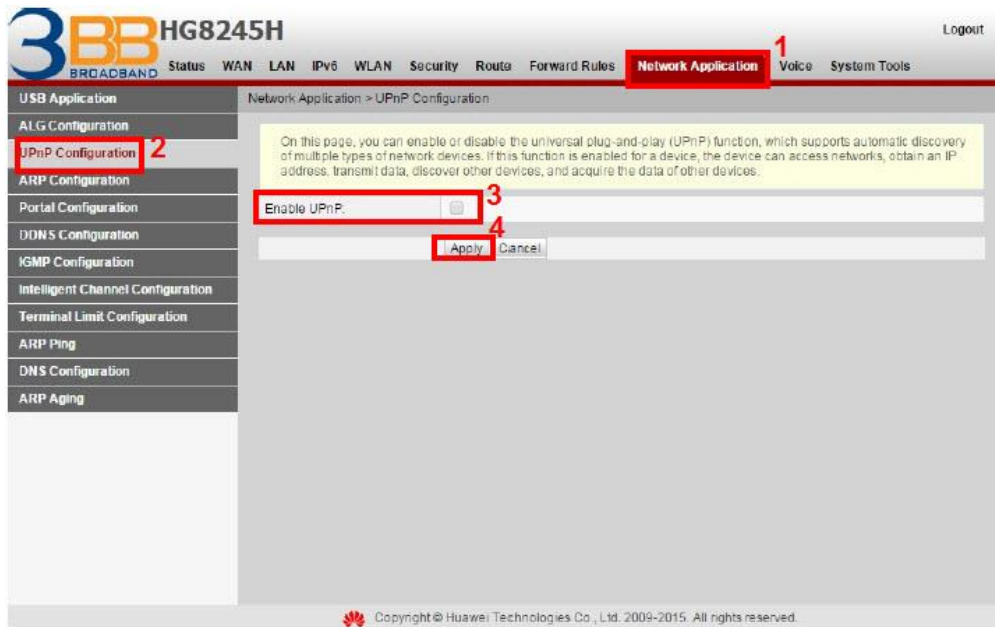 3BB
BROADBAND
HG8245H
Logout
1
Status WAN LAN IPv6 WLAN Security Route Forward Rules Network Application Voice System Tools
USB Application
ALG Configuration
UPnP Configuration 2
ARP Configuration
Portal Configuration
DDNS Configuration
IGMP Configuration
Intelligent Channel Configuration
Terminal Limit Configuration
ARP Ping
DNS Configuration
ARP Aging
Network Application > UPnP Configuration
On this page, you can enable or disable the universal plug-and-play (UPnP) function, which supports automatic discovery
of multiple types of network devices. If this function is enabled for a device, the device can access networks, obtain an IP
address, transmit data, discover other devices, and acquire the data of other devices.
Enable UPnP: 3
4
Apply Cancel
Copyright © Huawei Technologies Co., Ltd. 2009-2015. All rights reserved.